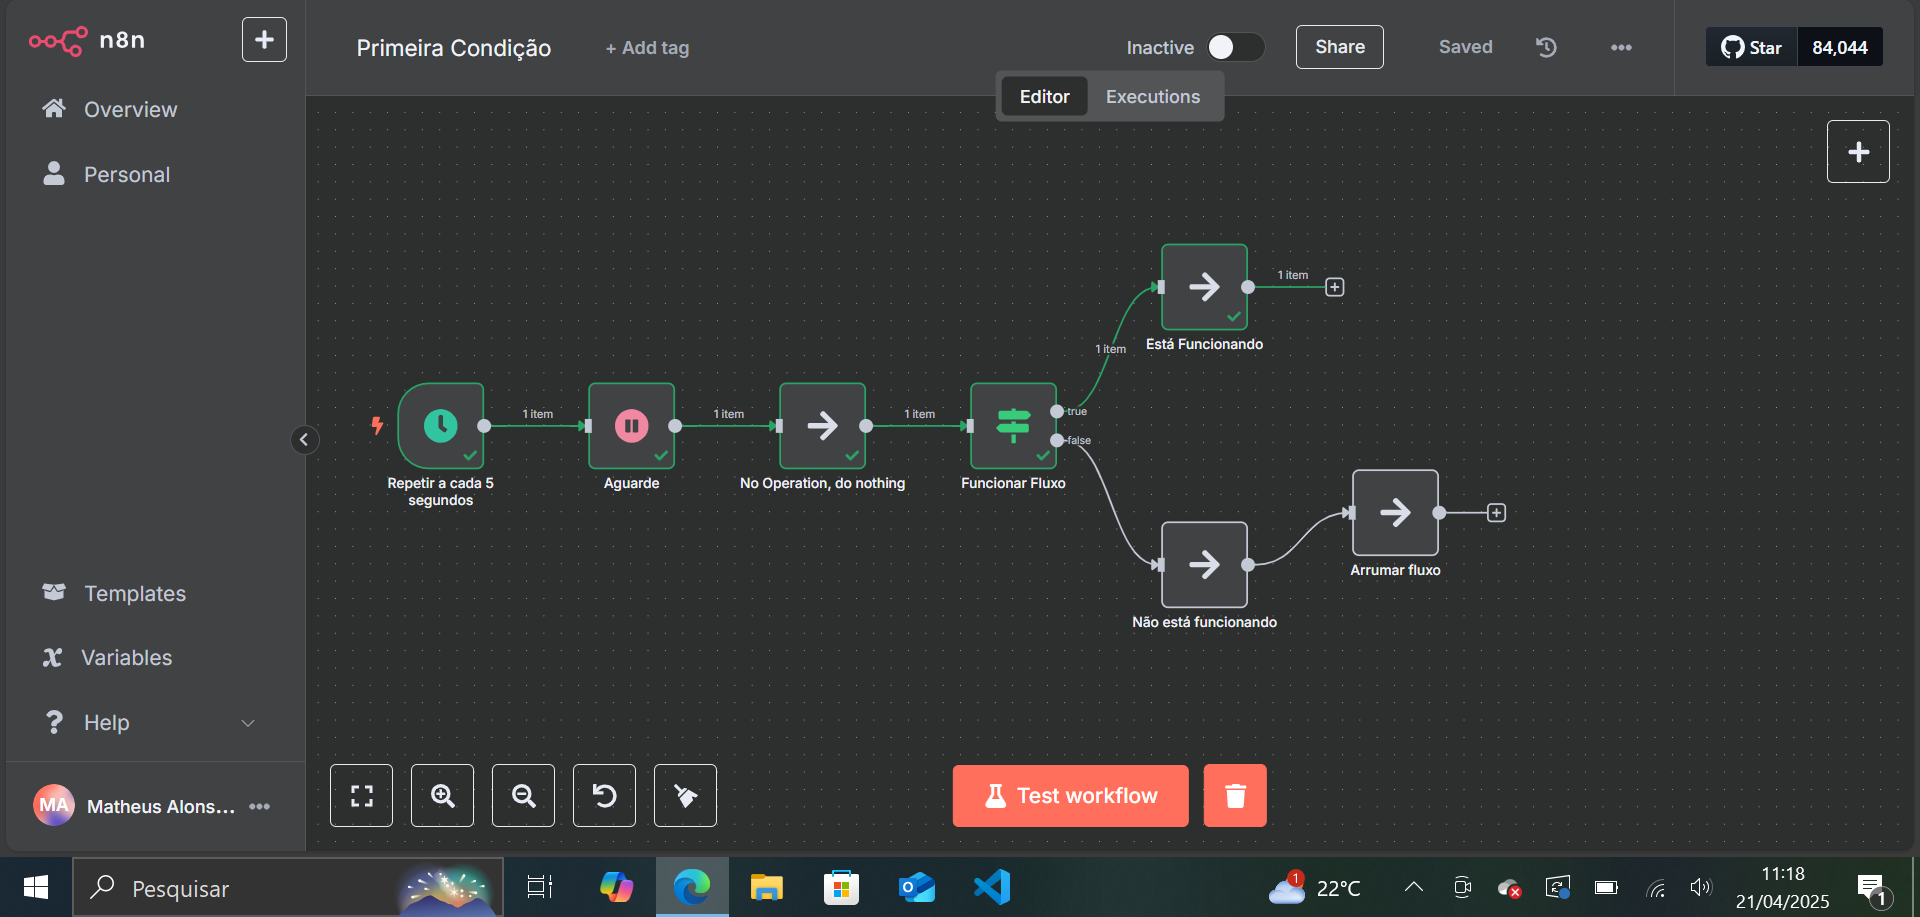 n8n
Primeira Condição
+ Add tag
Inactive
Share
Saved
Star
84,044
Editor
Executions
Overview
Personal
1 item
Está Funcionando
1 item
1 item
1 item
1 item
true
false
Repetir a cada 5
segundos
Aguarde
No Operation, do nothing
Funcionar Fluxo
Arrumar fluxo
Não está funcionando
Templates
Variables
Help
MA
Matheus Alons...
Test workflow
Pesquisar
1
22°C
11:18
21/04/2025
1